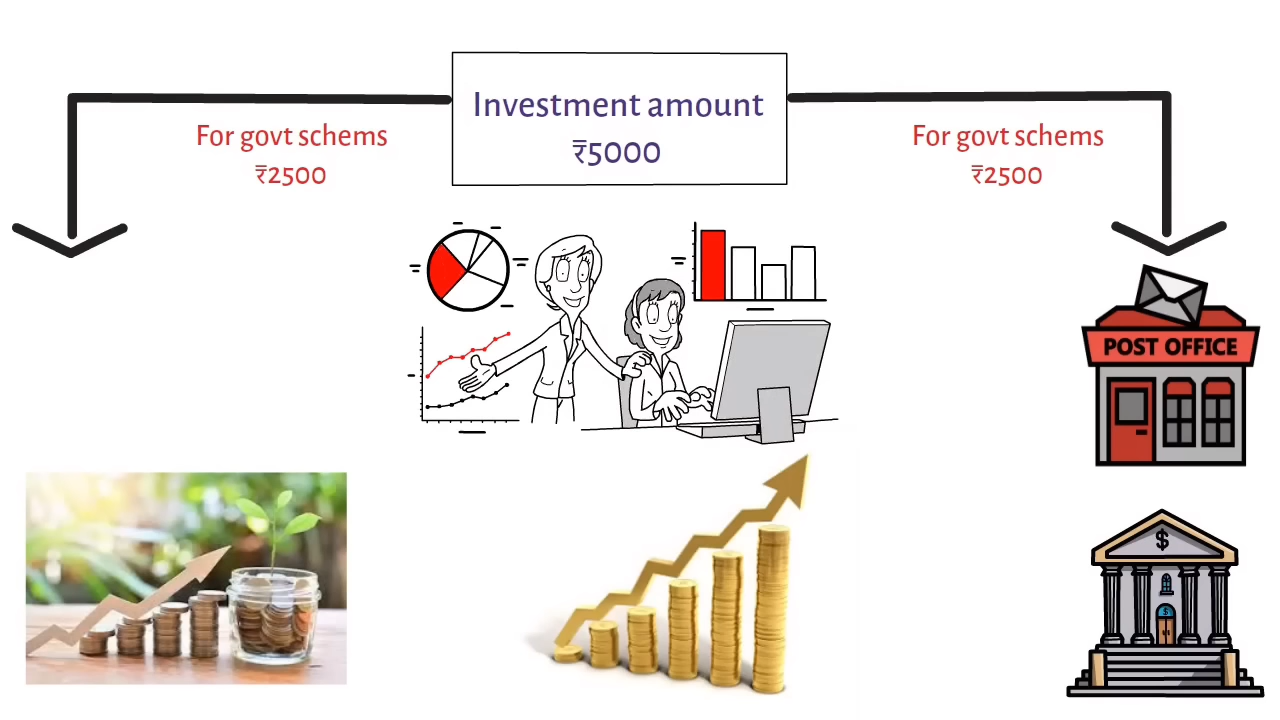 Investment amount
₹5000
For govt schems
₹2500
For govt schems
₹2500
POST OFFICE
$
$